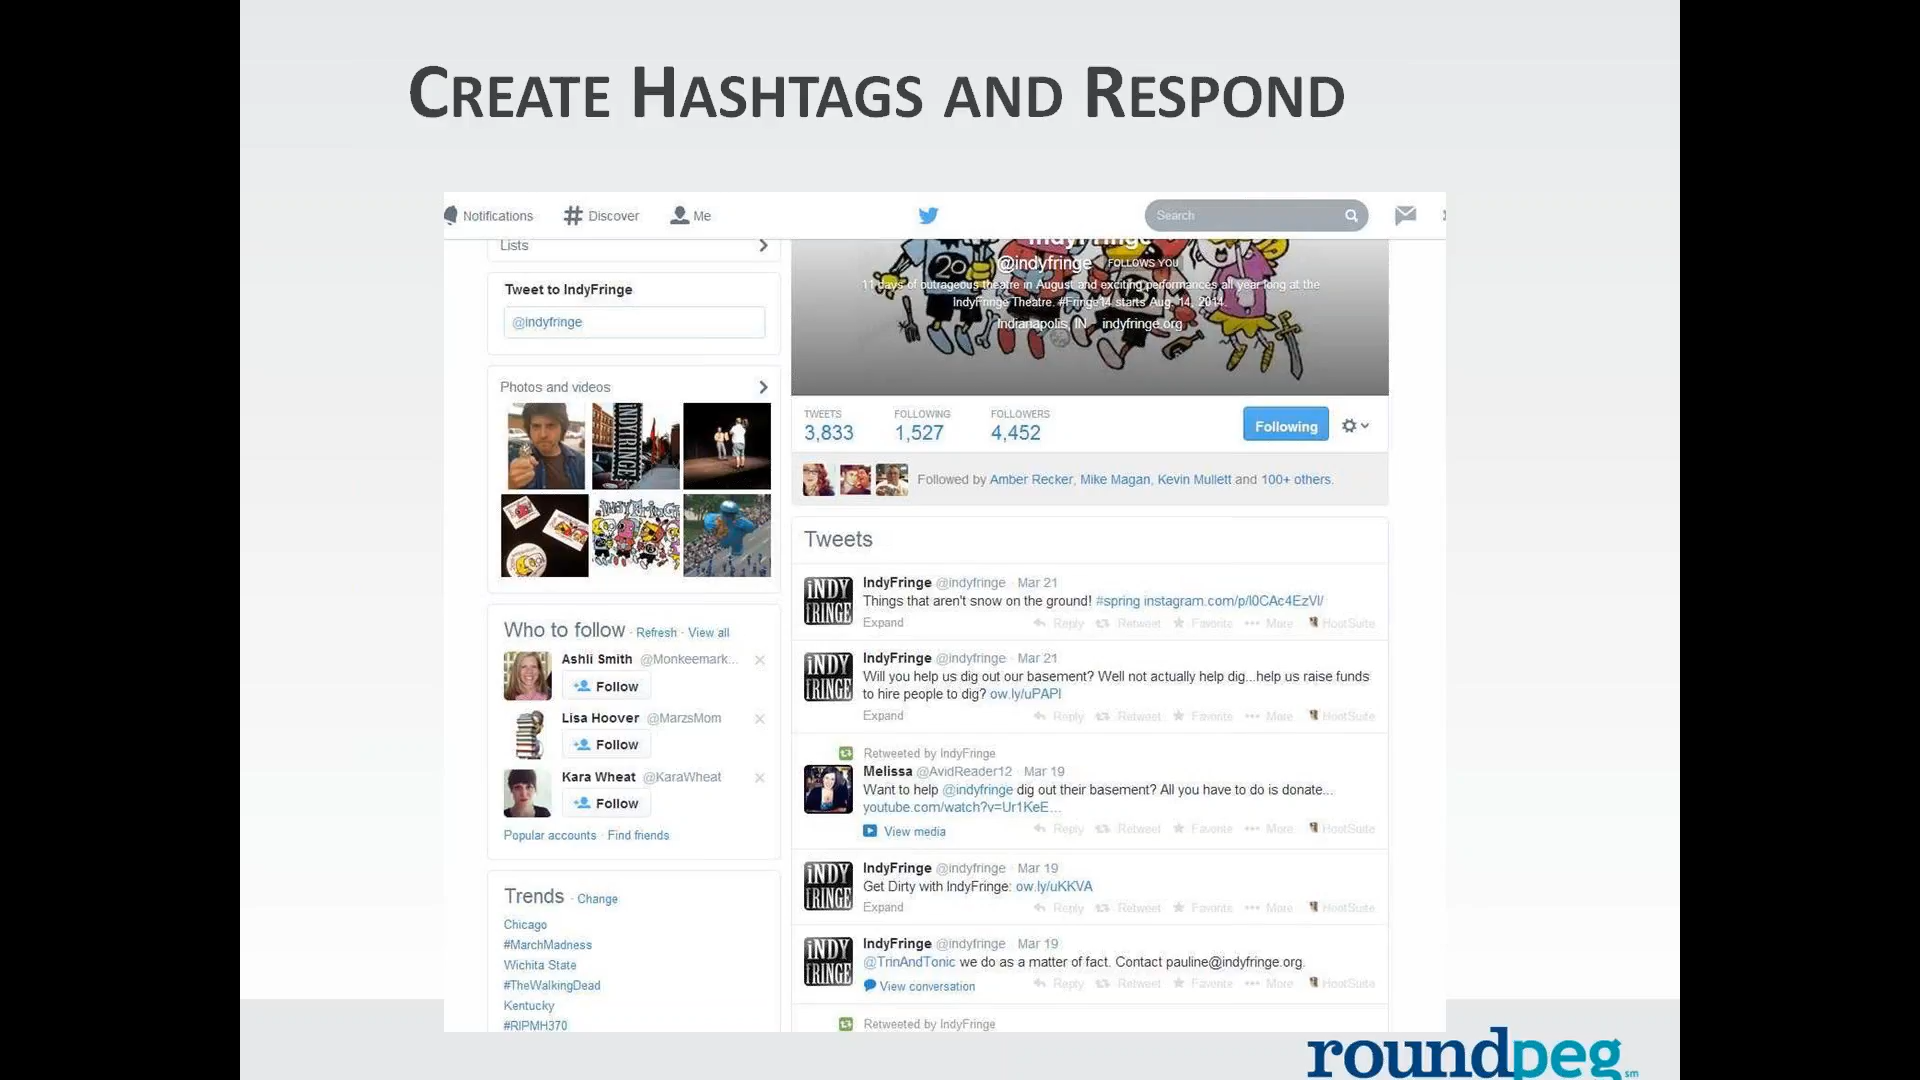 CREATE HASHTAGS AND RESPOND
Notifications
Discover
Me
Search
Lists
Tweet to IndyFringe
@indyfringe
Photos and videos
Who to follow · Refresh · View all
Ashli Smith @Monkeemark...
Follow
Lisa Hoover @MarzsMom
Follow
Kara Wheat @KaraWheat
Follow
Popular accounts · Find friends
Trends · Change
Chicago
#MarchMadness
Wichita State
#TheWalkingDead
Kentucky
#RIPMH370
IndyFringe
@indyfringe FOLLOWS YOU
11 days of outrageous theatre in August and exciting performances all year long at the
IndyFringe Theatre. #Fringe14 starts Aug. 14, 2014.
Indianapolis, IN · indyfringe.org
TWEETS FOLLOWING FOLLOWERS
3,833 1,527 4,452
Following
Followed by Amber Recker, Mike Magan, Kevin Mullett and 100+ others.
Tweets
INDY
FRINGE
IndyFringe @indyfringe · Mar 21
Things that aren't snow on the ground! #spring instagram.com/p/l0CAc4EzVl/
Expand Reply Retweet Favorite More HootSuite
INDY
FRINGE
IndyFringe @indyfringe · Mar 21
Will you help us dig out our basement? Well not actually help dig...help us raise funds
to hire people to dig? ow.ly/uPAPl
Expand Reply Retweet Favorite More HootSuite
Retweeted by IndyFringe
Melissa @AvidReader12 · Mar 19
Want to help @indyfringe dig out their basement? All you have to do is donate...
youtube.com/watch?v=Ur1KeE...
View media Reply Retweet Favorite More HootSuite
INDY
FRINGE
IndyFringe @indyfringe · Mar 19
Get Dirty with IndyFringe: ow.ly/uKKVA
Expand Reply Retweet Favorite More HootSuite
INDY
FRINGE
IndyFringe @indyfringe · Mar 19
@TrinAndTonic we do as a matter of fact. Contact pauline@indyfringe.org.
View conversation Reply Retweet Favorite More HootSuite
Retweeted by IndyFringe
roundpeg sm